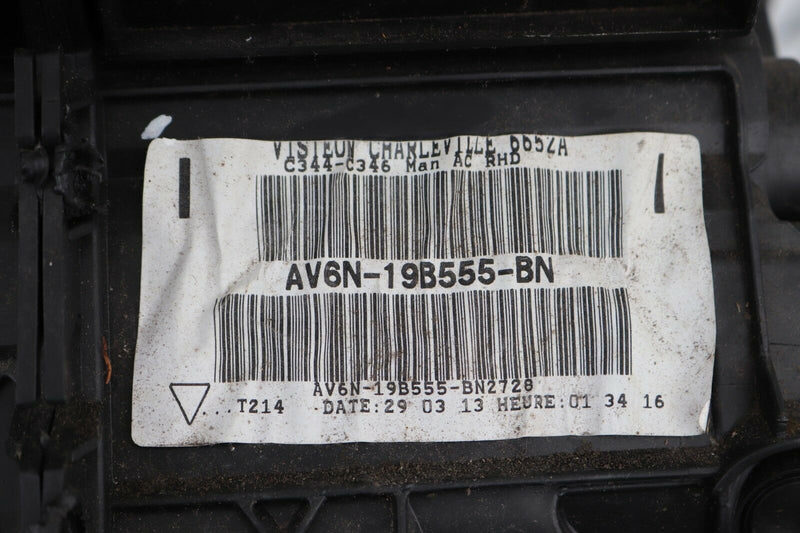 VISTEON CHARLEVILLE 6652A
C344-C346 Man AC RHD
AV6N-19B555-BN
AV6N-19B555-BN2728
...T214 DATE:29 03 13 HEURE:01 34 16